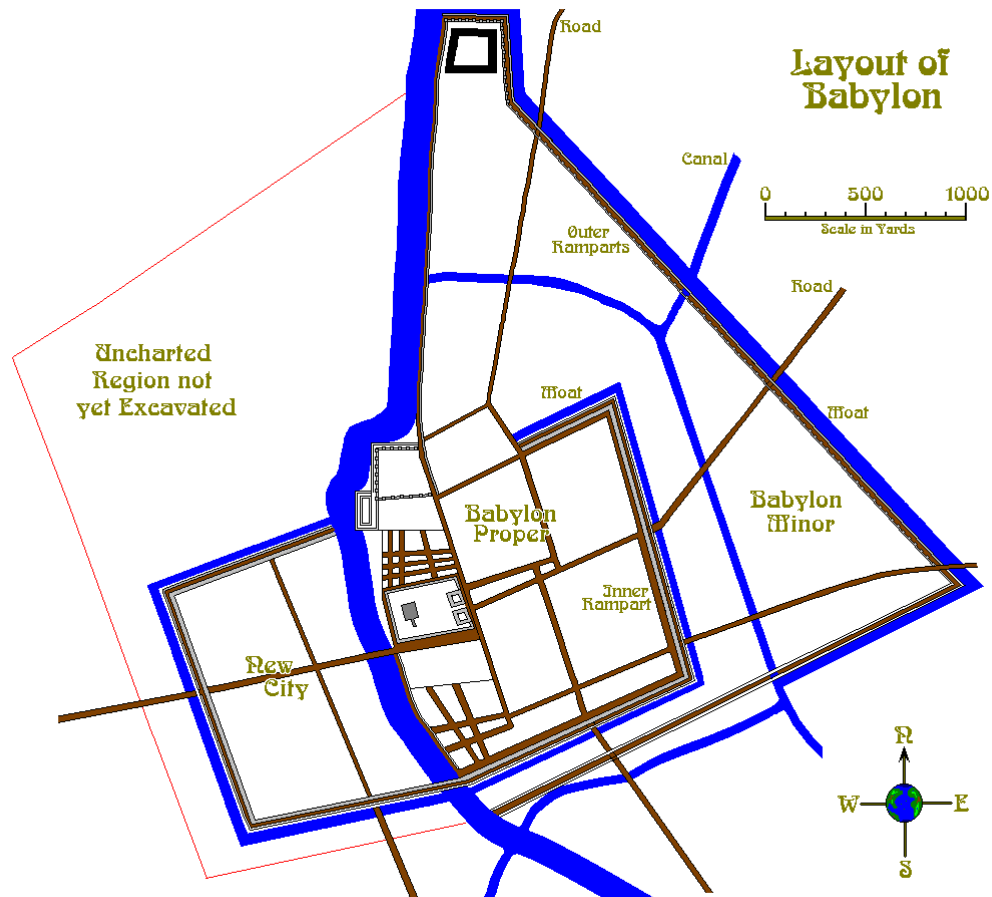 Layout of
Babylon
Road
Canal
0 500 1000
Scale in Yards
Outer
Ramparts
Road
Uncharted
Region not
yet Excavated
Moat
Moat
Babylon
Proper
Babylon
Minor
Inner
Rampart
New
City
N
W E
S